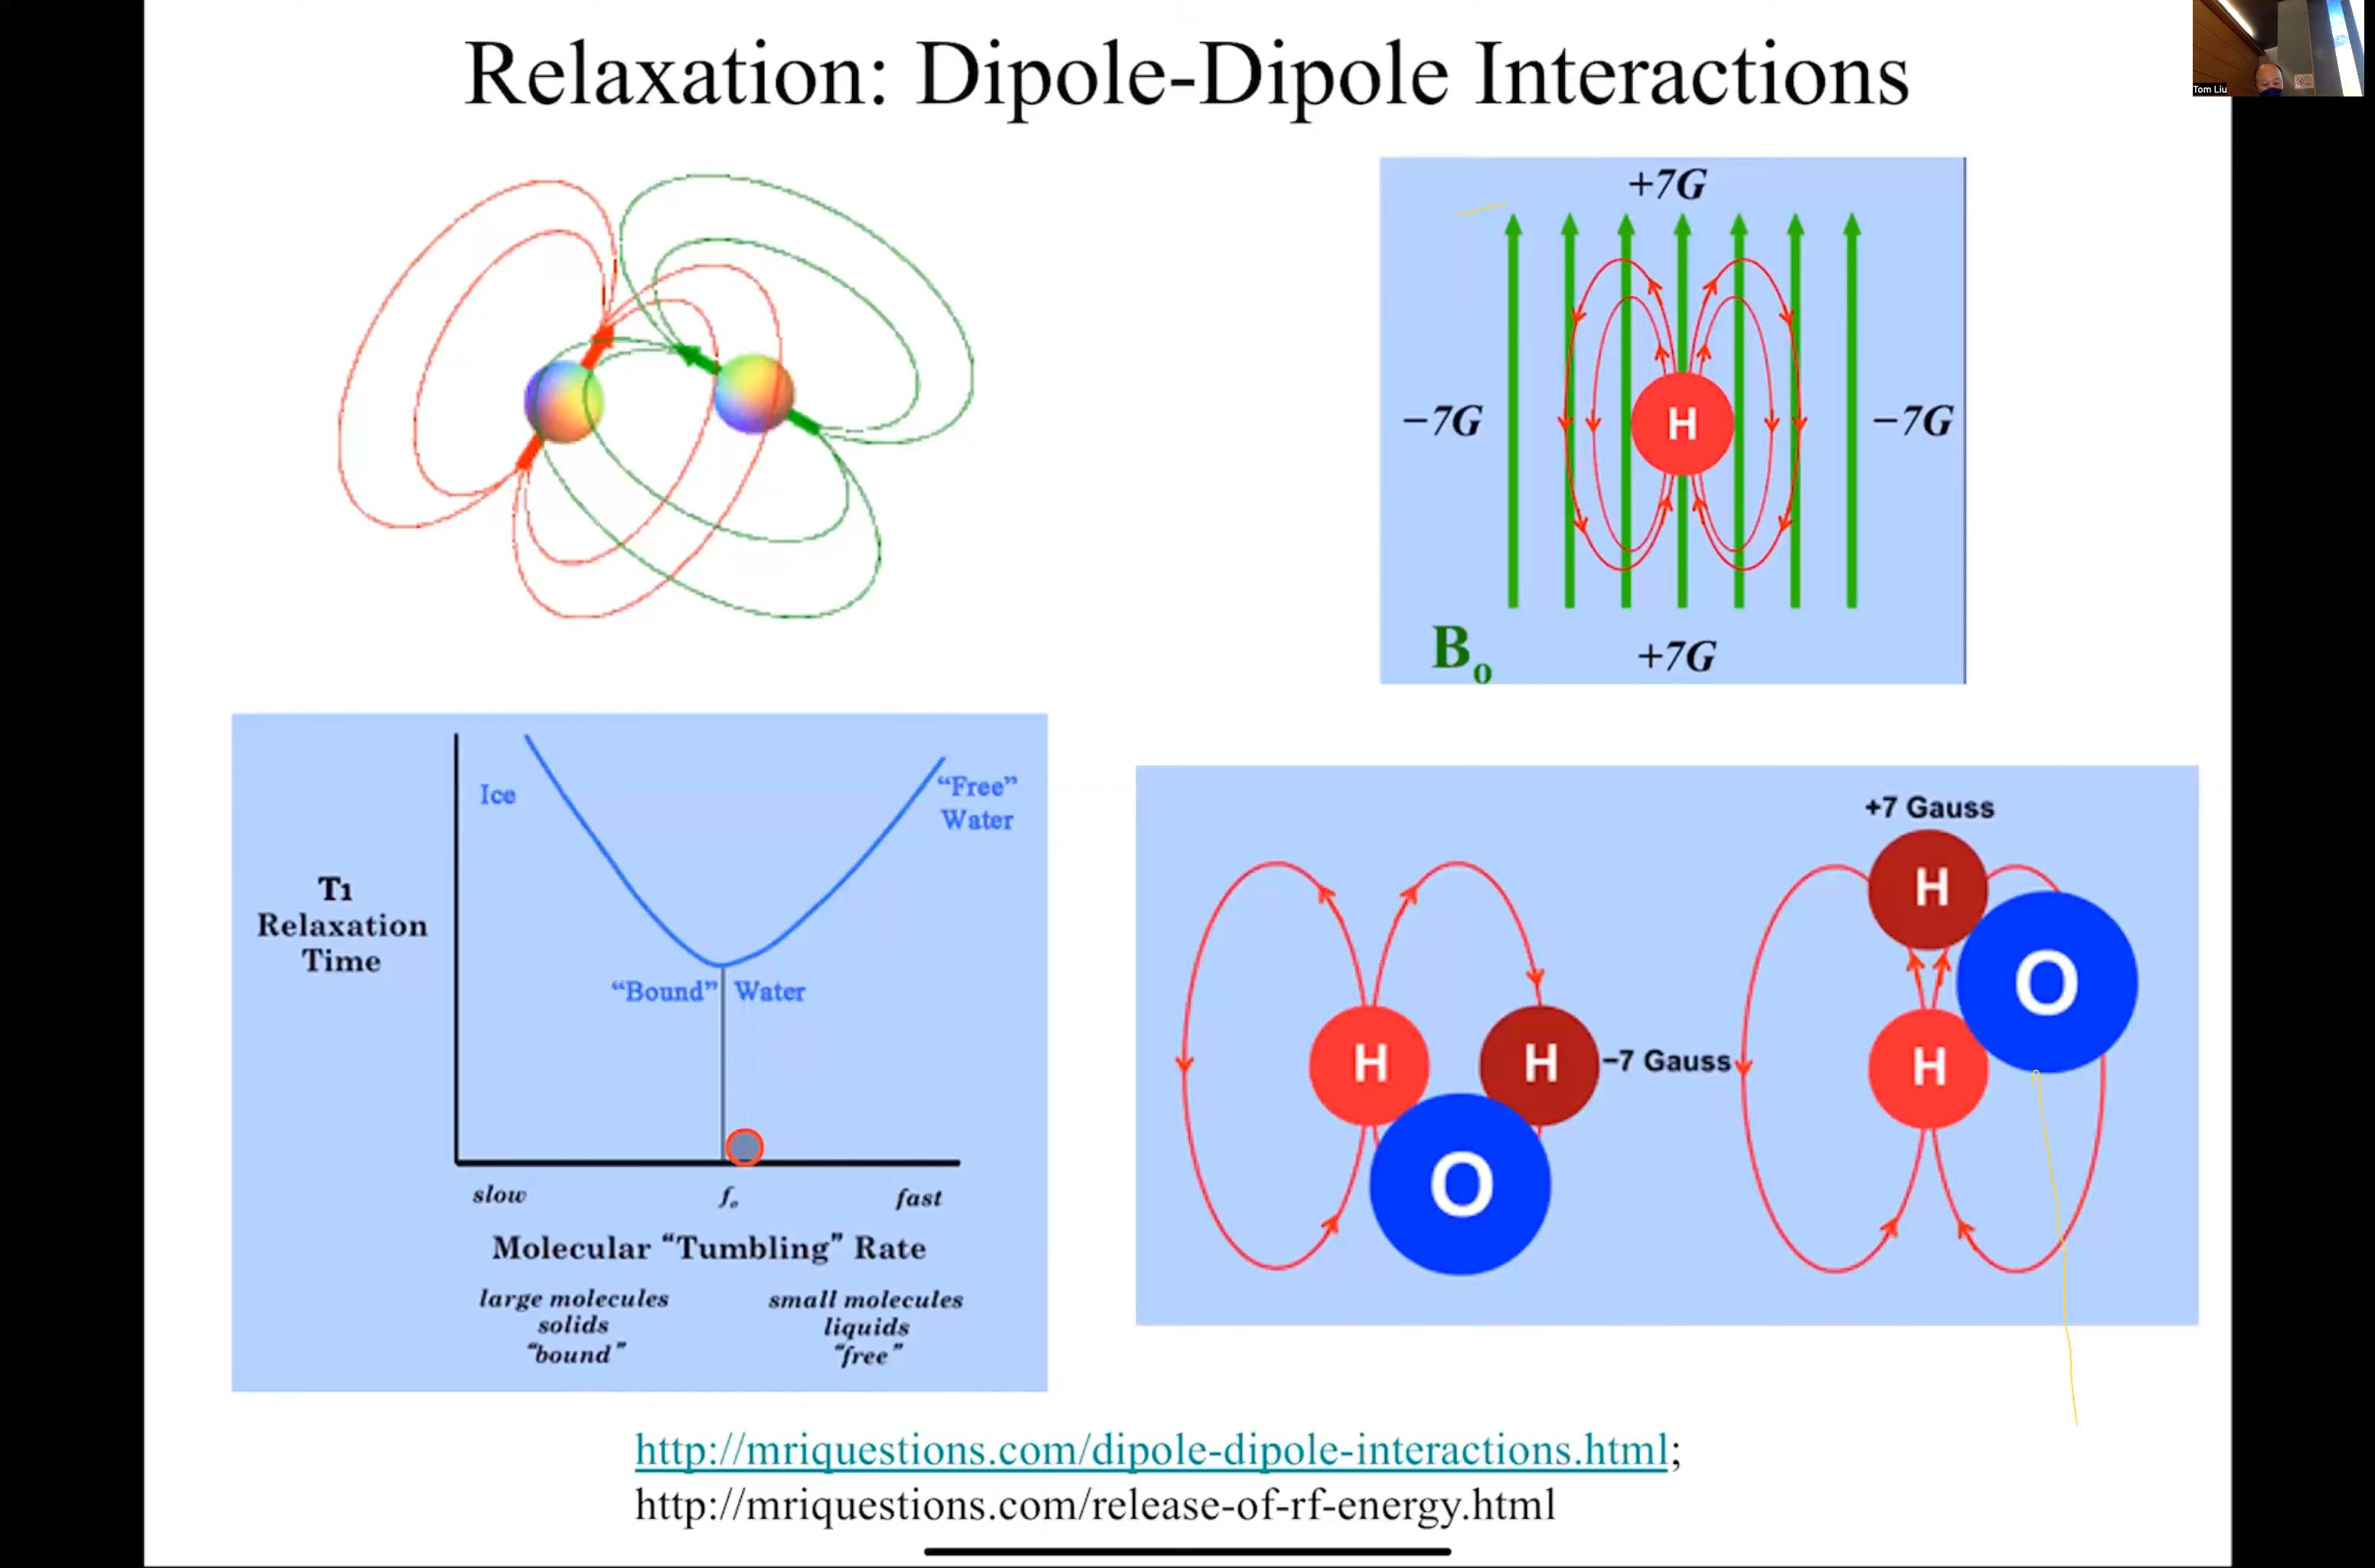 Relaxation: Dipole-Dipole Interactions
Tom Liu
+7G
−7G
H
−7G
B₀
+7G
Ice
“Free”
Water
T1
Relaxation
Time
“Bound” Water
slow
fₒ
fast
Molecular “Tumbling” Rate
large molecules
solids
“bound”
small molecules
liquids
“free”
+7 Gauss
H
O
H
H
−7 Gauss
H
O
http://mriquestions.com/dipole-dipole-interactions.html;
http://mriquestions.com/release-of-rf-energy.html